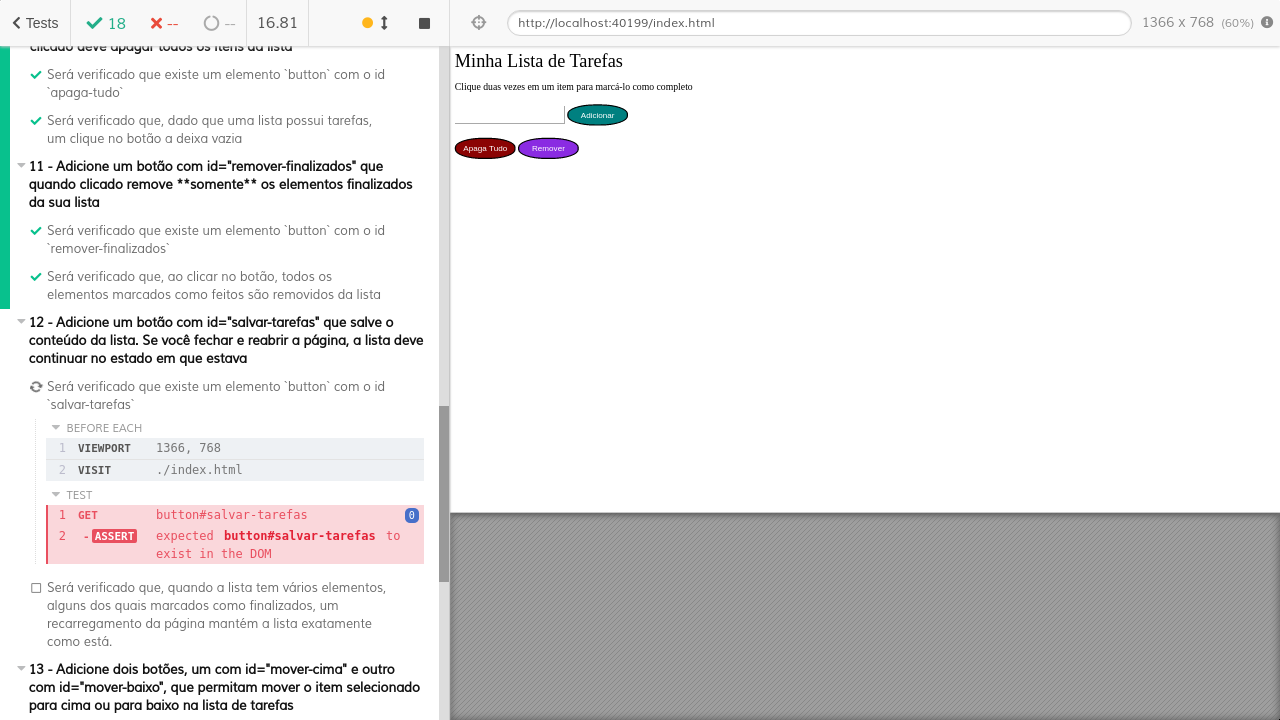 Tests
18
--
--
16.81
http://localhost:40199/index.html
1366 x 768 (60%)
clicado deve apagar todos os itens da lista
Será verificado que existe um elemento `button` com o id
`apaga-tudo`
Será verificado que, dado que uma lista possui tarefas,
um clique no botão a deixa vazia
11 - Adicione um botão com id="remover-finalizados" que
quando clicado remove **somente** os elementos finalizados
da sua lista
Será verificado que existe um elemento `button` com o id
`remover-finalizados`
Será verificado que, ao clicar no botão, todos os
elementos marcados como feitos são removidos da lista
12 - Adicione um botão com id="salvar-tarefas" que salve o
conteúdo da lista. Se você fechar e reabrir a página, a lista deve
continuar no estado em que estava
Será verificado que existe um elemento `button` com o id
`salvar-tarefas`
BEFORE EACH
1 VIEWPORT 1366, 768
2 VISIT ./index.html
TEST
1 GET button#salvar-tarefas 0
2 -ASSERT expected button#salvar-tarefas to
exist in the DOM
Será verificado que, quando a lista tem vários elementos,
alguns dos quais marcados como finalizados, um
recarregamento da página mantém a lista exatamente
como está.
13 - Adicione dois botões, um com id="mover-cima" e outro
com id="mover-baixo", que permitam mover o item selecionado
para cima ou para baixo na lista de tarefas
Minha Lista de Tarefas
Clique duas vezes em um item para marcá-lo como completo
Adicionar
Apaga Tudo
Remover